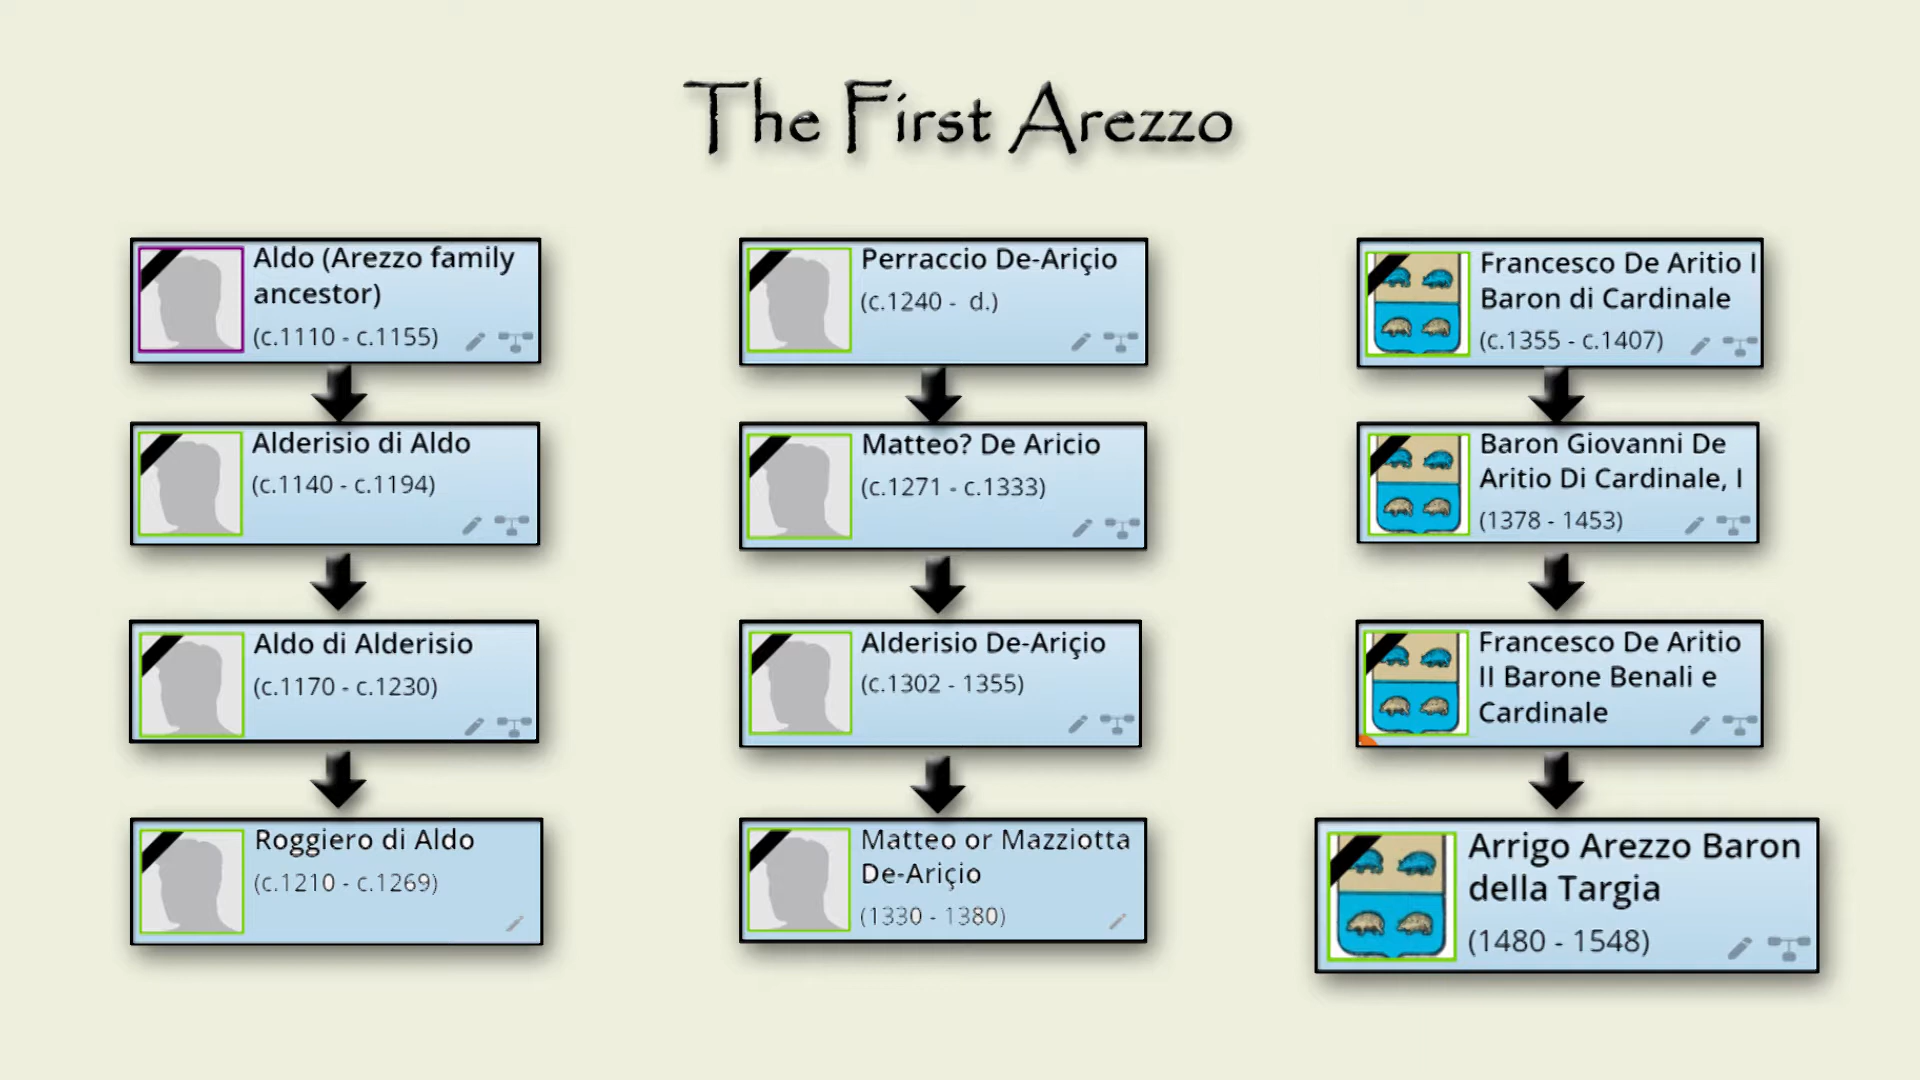 The First Arezzo
Aldo (Arezzo family
ancestor)
(c.1110 - c.1155)
Alderisio di Aldo
(c.1140 - c.1194)
Aldo di Alderisio
(c.1170 - c.1230)
Roggiero di Aldo
(c.1210 - c.1269)
Perraccio De-Ariçio
(c.1240 - d.)
Matteo? De Aricio
(c.1271 - c.1333)
Alderisio De-Ariçio
(c.1302 - 1355)
Matteo or Mazziotta
De-Ariçio
(1330 - 1380)
Francesco De Aritio I
Baron di Cardinale
(c.1355 - c.1407)
Baron Giovanni De
Aritio Di Cardinale, I
(1378 - 1453)
Francesco De Aritio
II Barone Benali e
Cardinale
Arrigo Arezzo Baron
della Targia
(1480 - 1548)